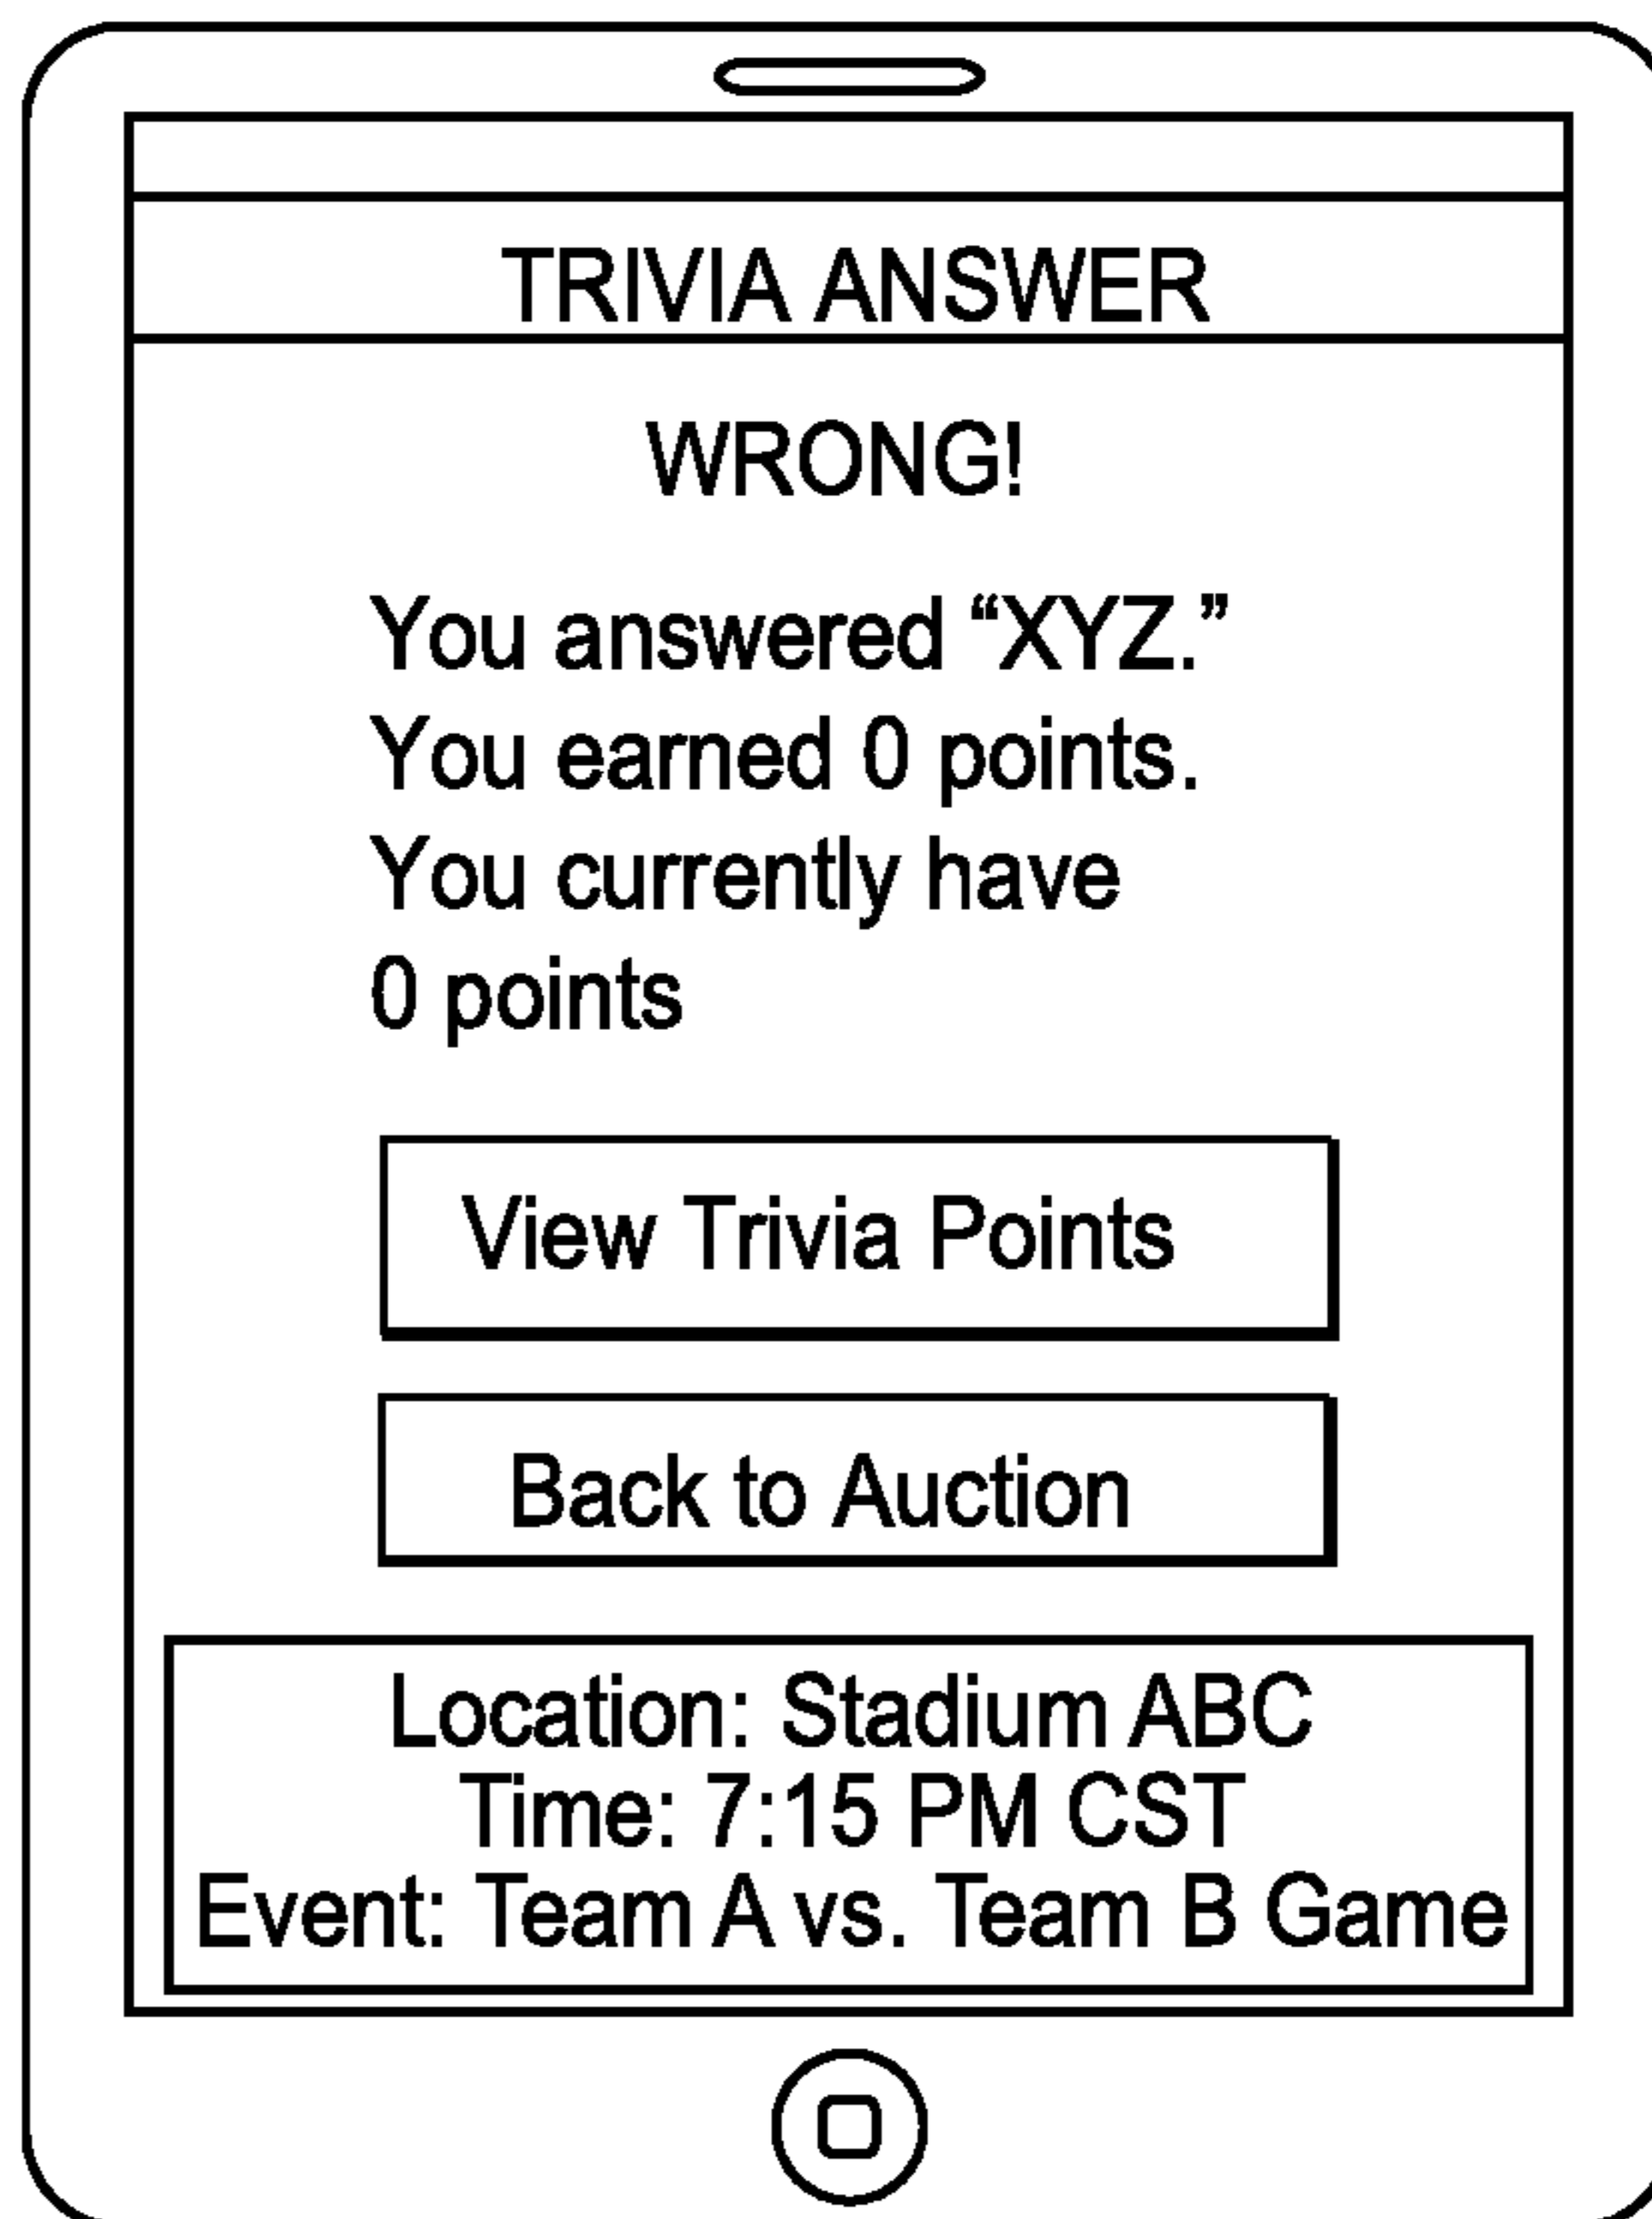 TRIVIA ANSWER
WRONG!
You answered “XYZ.”
You earned 0 points.
You currently have
0 points
View Trivia Points
Back to Auction
Location: Stadium ABC
Time: 7:15 PM CST
Event: Team A vs. Team B Game